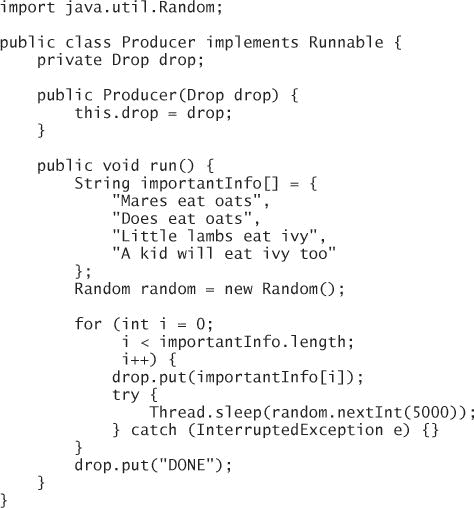 import java.util.Random;

public class Producer implements Runnable {
    private Drop drop;

    public Producer(Drop drop) {
        this.drop = drop;
    }

    public void run() {
        String importantInfo[] = {
            "Mares eat oats",
            "Does eat oats",
            "Little lambs eat ivy",
            "A kid will eat ivy too"
        };
        Random random = new Random();

        for (int i = 0;
             i < importantInfo.length;
             i++) {
            drop.put(importantInfo[i]);
            try {
                Thread.sleep(random.nextInt(5000));
            } catch (InterruptedException e) {}
        }
        drop.put("DONE");
    }
}